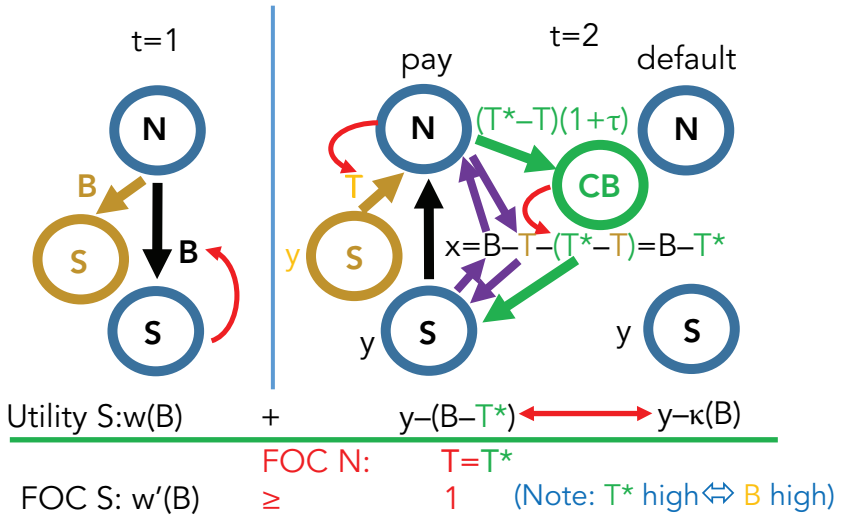 t=1
t=2
pay
default
N
N
(T*–T)(1+τ)
N
B
T
CB
S
B
y
S
x=B–T–(T*–T)=B–T*
S
y
S
y
S
Utility S:w(B) + y–(B–T*) y–κ(B)
FOC N: T=T*
FOC S: w'(B) ≥ 1 (Note: T* high⇔ B high)